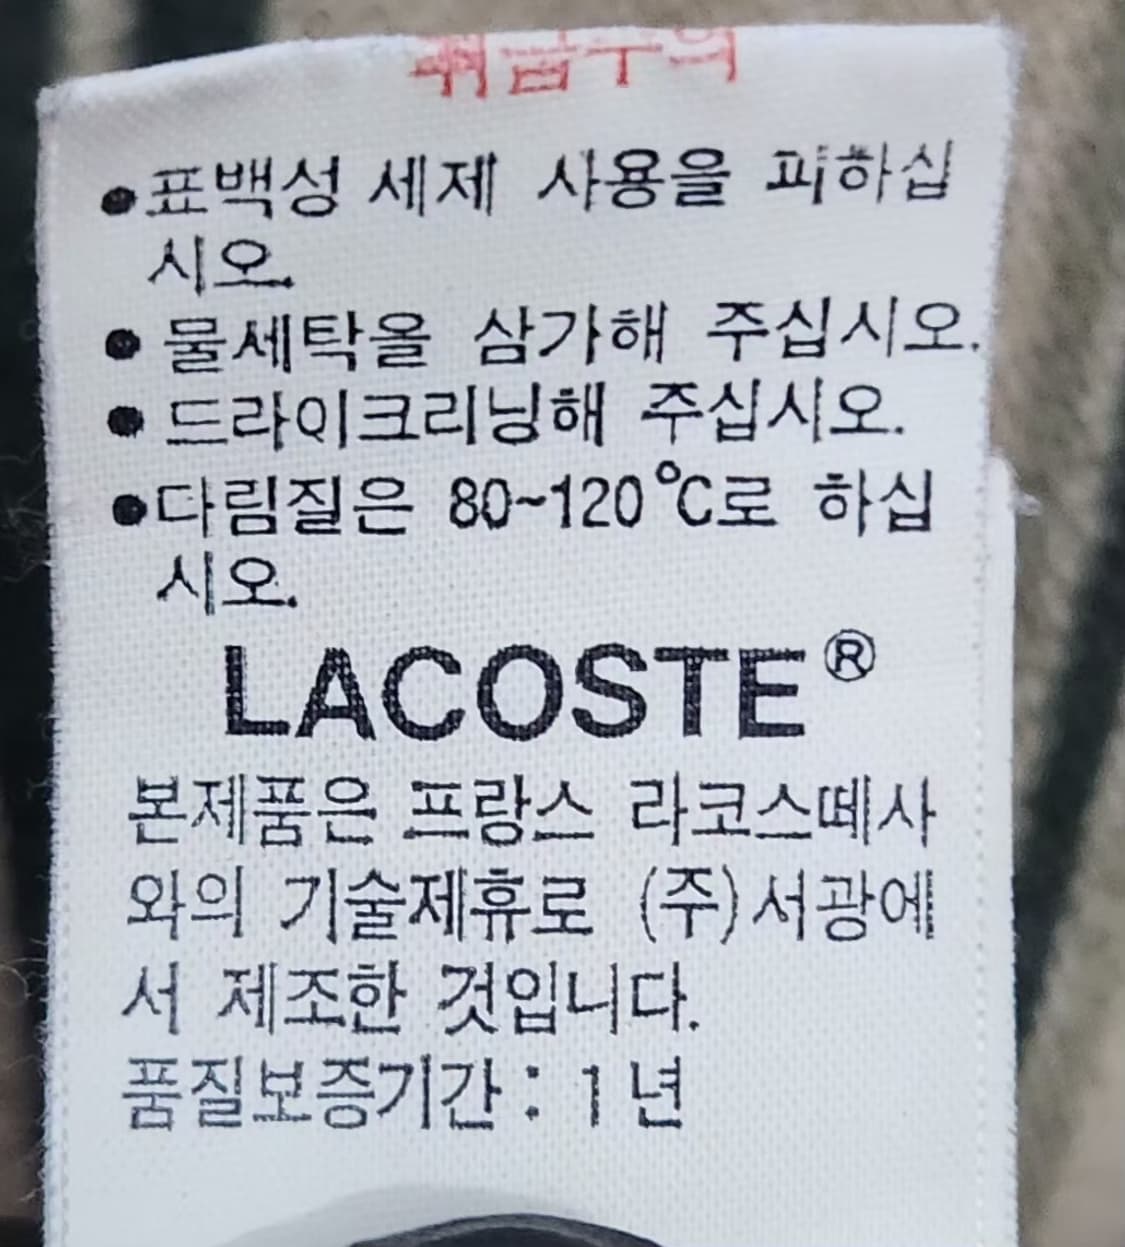 취급주의
●표백성 세제 사용을 피하십
시오.
● 물세탁을 삼가해 주십시오.
● 드라이크리닝해 주십시오.
●다림질은 80~120°C로 하십
시오.
LACOSTE®
본제품은 프랑스 라코스떼사
와의 기술제휴로 (주)서광에
서 제조한 것입니다.
품질보증기간 : 1년